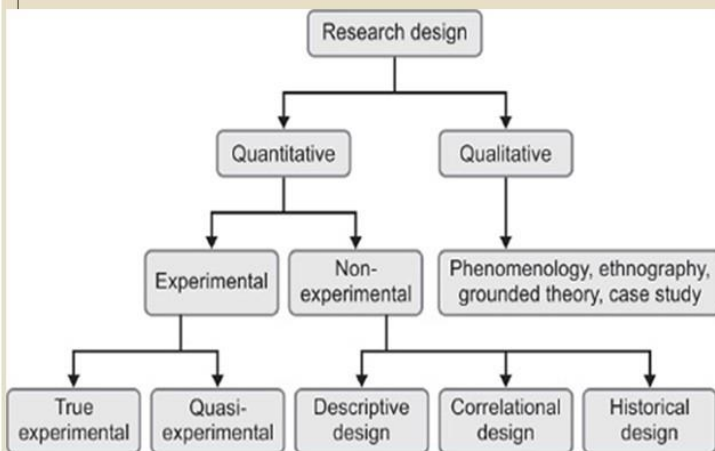 Research design
Quantitative
Qualitative
Experimental
Non-
experimental
Phenomenology, ethnography,
grounded theory, case study
True
experimental
Quasi-
experimental
Descriptive
design
Correlational
design
Historical
design